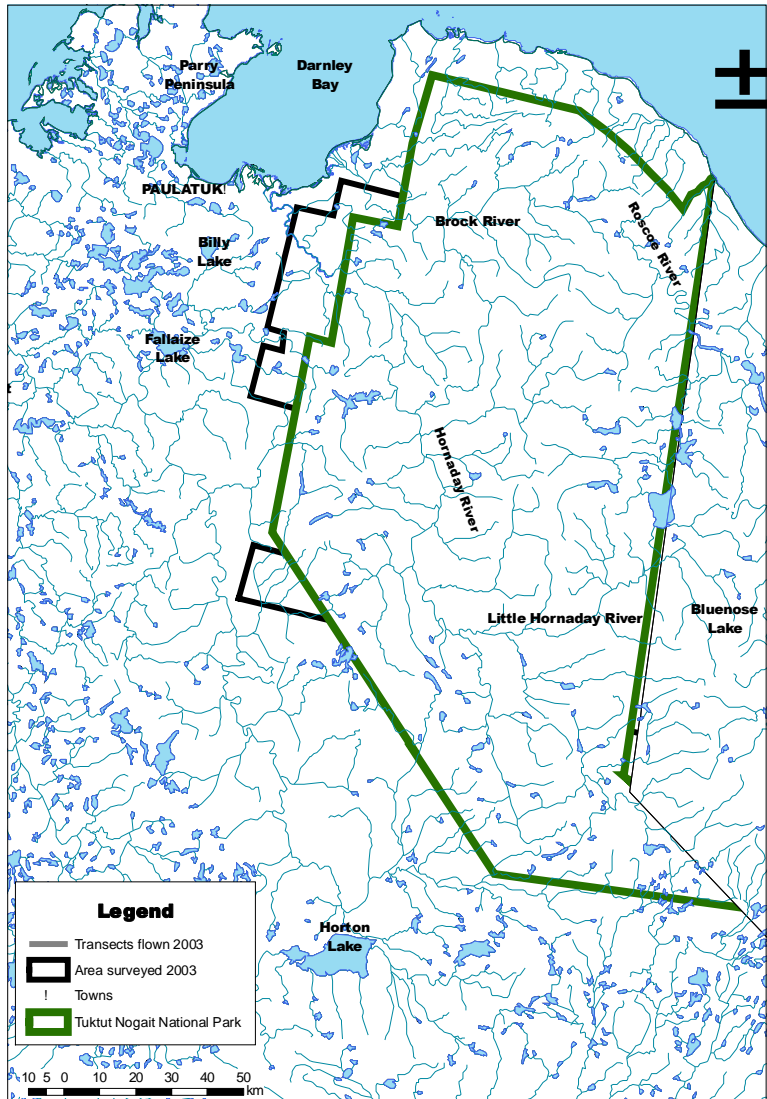 Parry
Peninsula
Darnley
Bay
PAULATUK!
Billy
Lake
Brock River
Roscoe River
Fallaize
Lake
t
Hornaday River
Little Hornaday River
Bluenose
Lake
Horton
Lake
Legend
Transects flown 2003
Area surveyed 2003
! Towns
Tuktut Nogait National Park
10 5 0 10 20 30 40 50
km